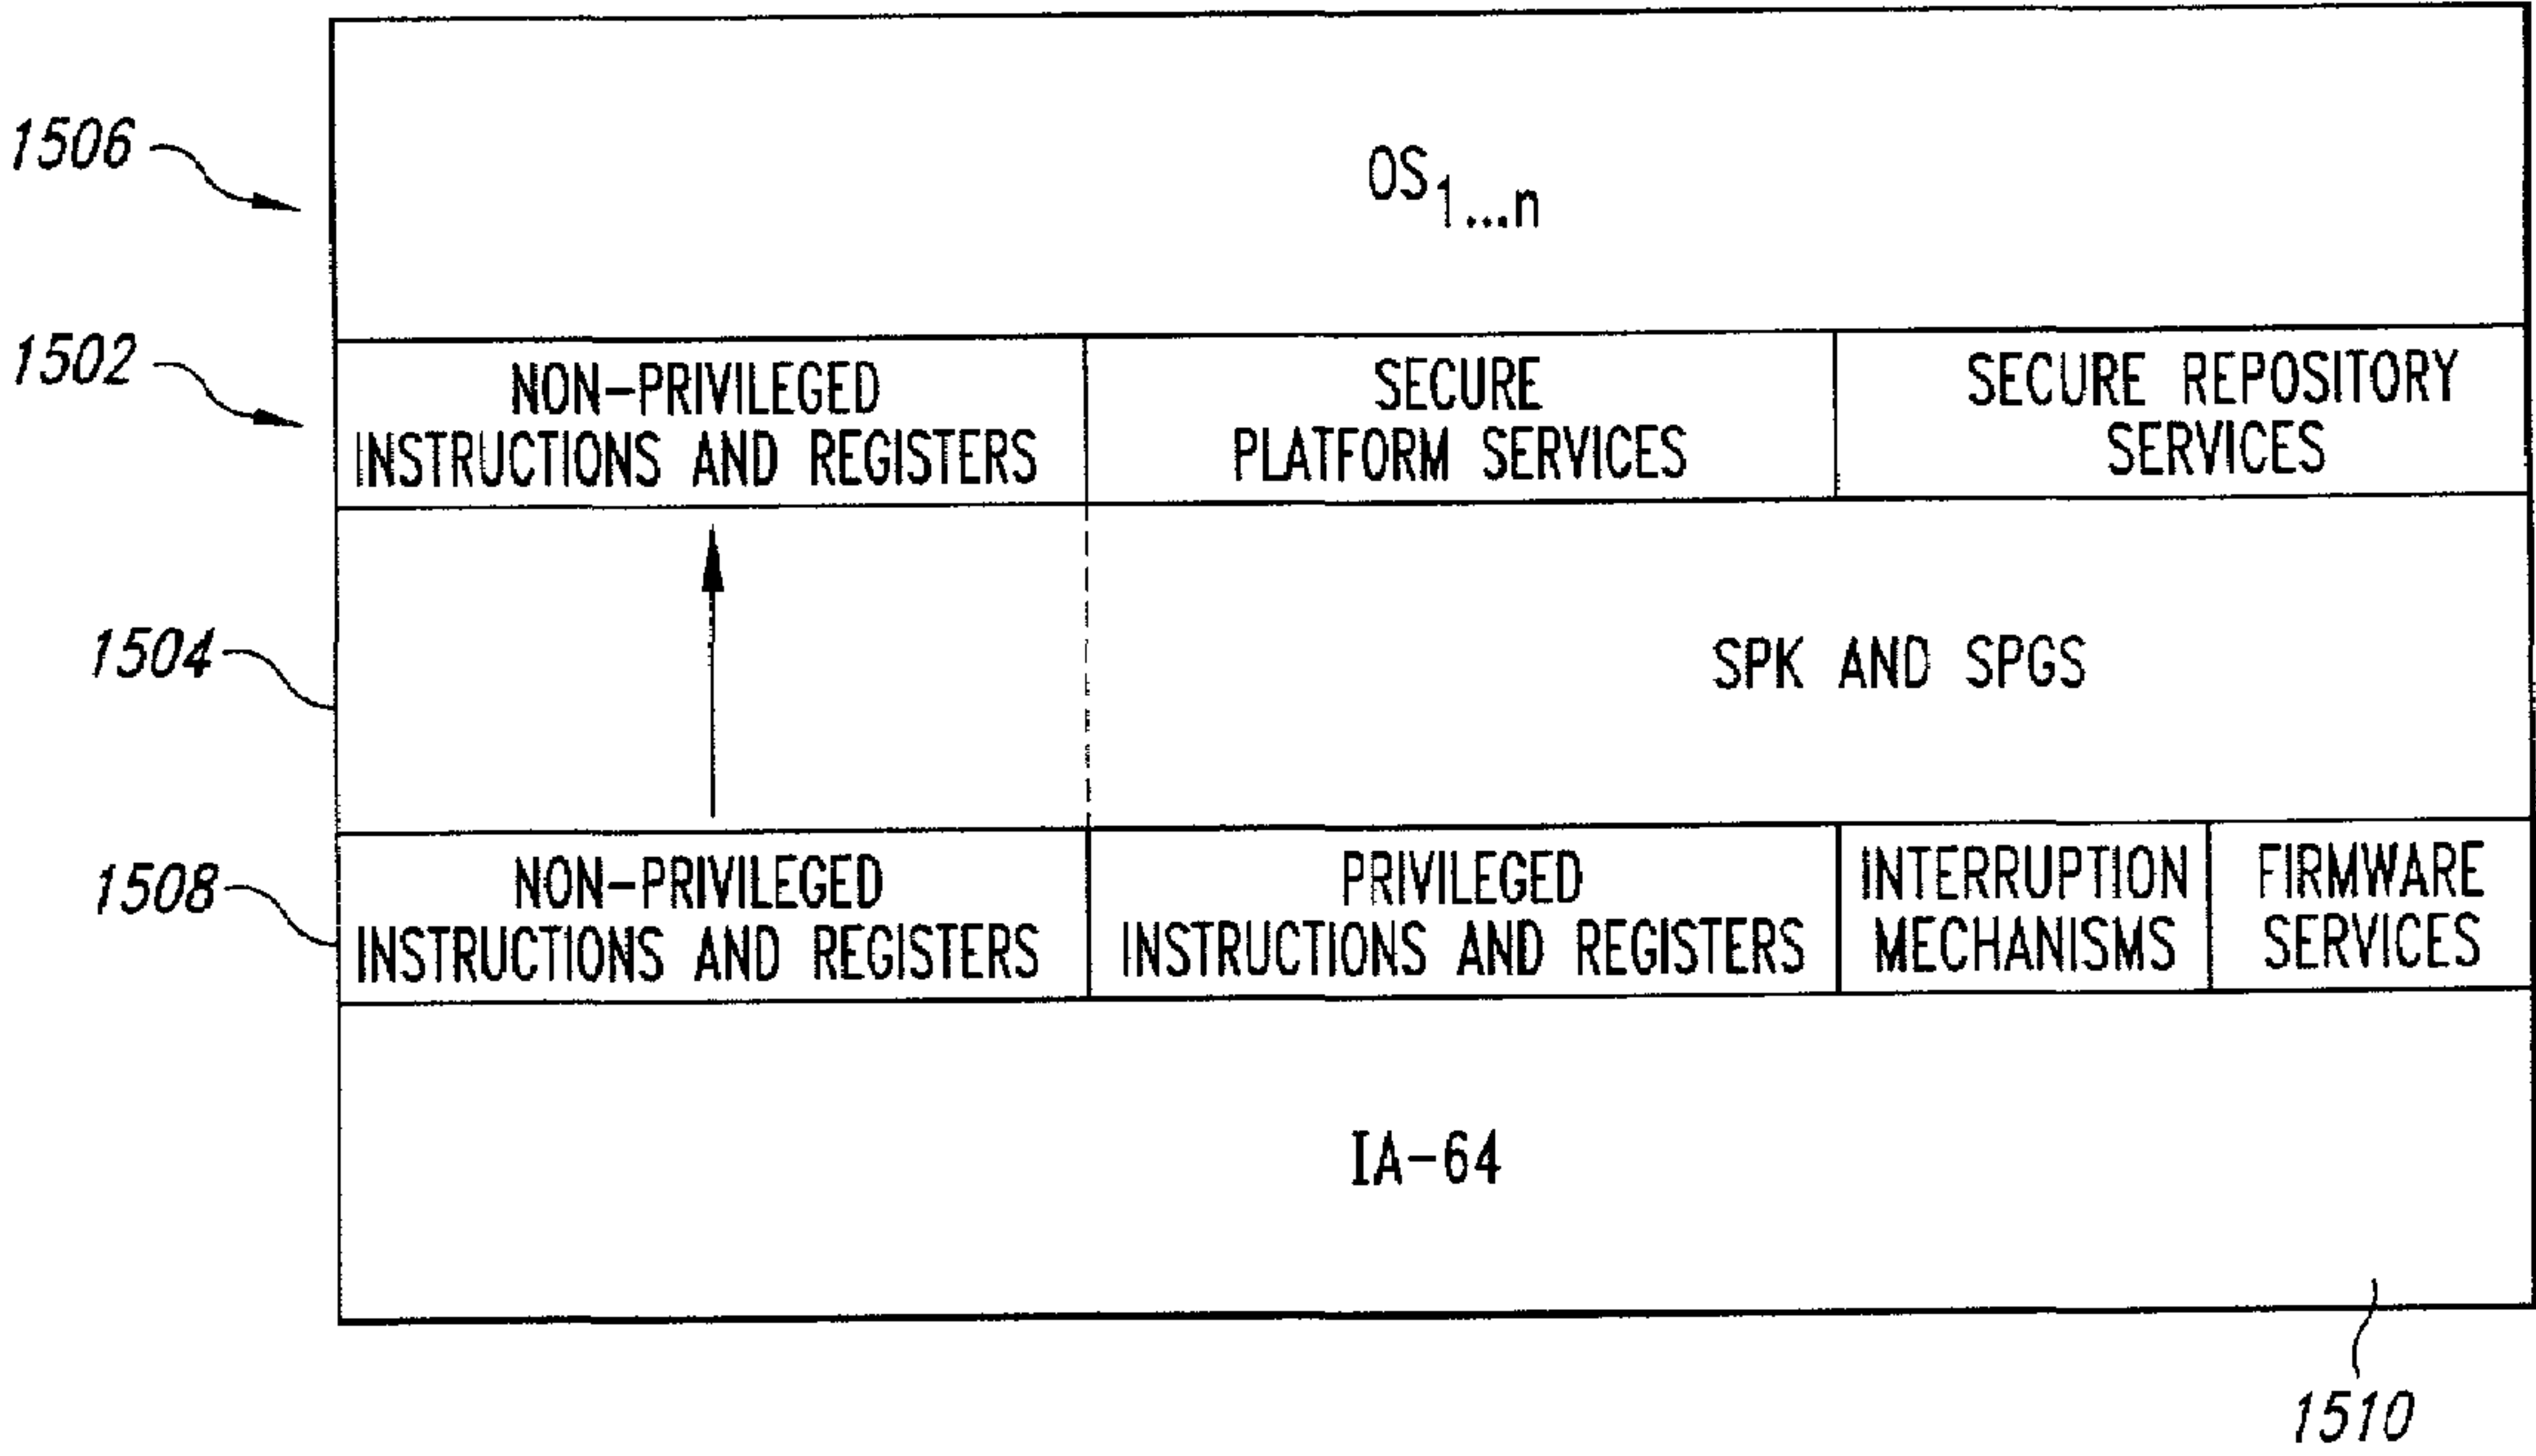 1506
OS1...n
1502
NON-PRIVILEGED
INSTRUCTIONS AND REGISTERS
SECURE
PLATFORM SERVICES
SECURE REPOSITORY
SERVICES
1504
SPK AND SPGS
1508
NON-PRIVILEGED
INSTRUCTIONS AND REGISTERS
PRIVILEGED
INSTRUCTIONS AND REGISTERS
INTERRUPTION
MECHANISMS
FIRMWARE
SERVICES
IA-64
1510